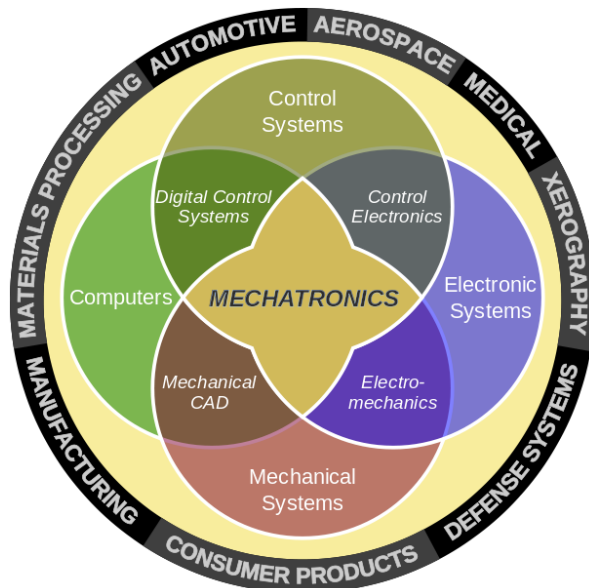 AUTOMOTIVE
AEROSPACE
MEDICAL
XEROGRAPHY
DEFENSE SYSTEMS
CONSUMER PRODUCTS
MANUFACTURING
MATERIALS PROCESSING
Control
Systems
Digital Control
Systems
Control
Electronics
Computers
MECHATRONICS
Electronic
Systems
Mechanical
CAD
Electro-
mechanics
Mechanical
Systems